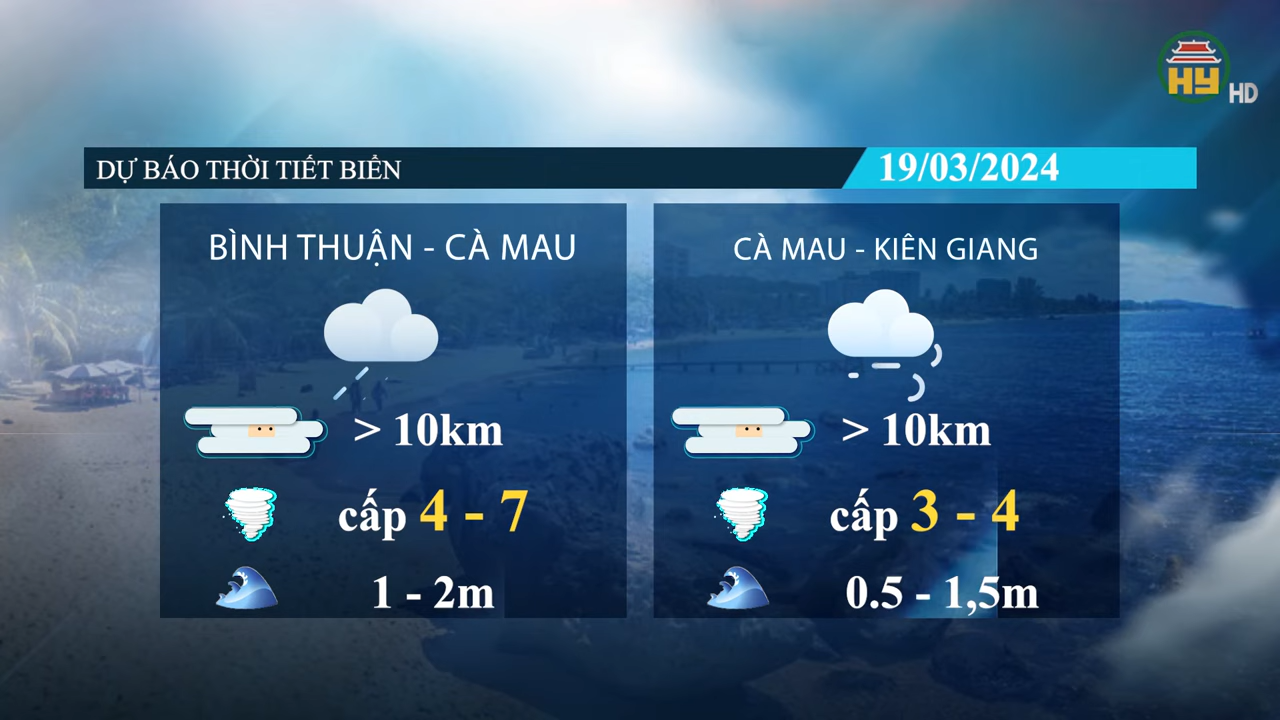 HY HD
DỰ BÁO THỜI TIẾT BIỂN
19/03/2024
BÌNH THUẬN - CÀ MAU
> 10km
cấp 4 - 7
1 - 2m
CÀ MAU - KIÊN GIANG
> 10km
cấp 3 - 4
0.5 - 1,5m